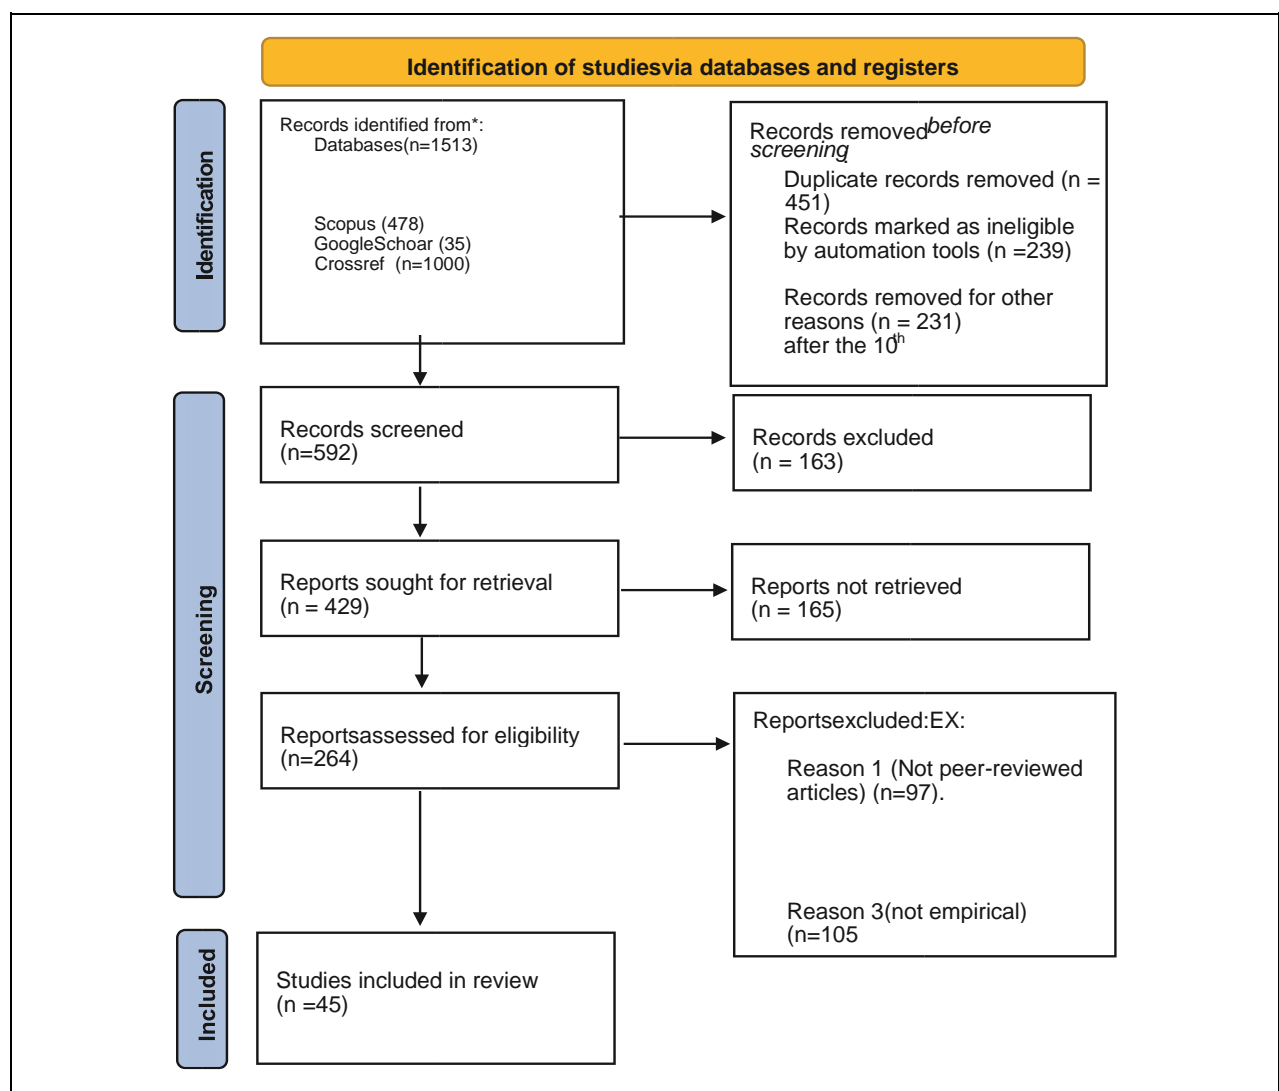 Identification of studiesvia databases and registers
Identification
Records identified from*:
Databases(n=1513)
Scopus (478)
GoogleSchoar (35)
Crossref (n=1000)
Records removed before
screening:
Duplicate records removed (n =
451)
Records marked as ineligible
by automation tools (n =239)
Records removed for other
reasons (n = 231)
after the 10th
Screening
Records screened
(n=592)
Records excluded
(n = 163)
Reports sought for retrieval
(n = 429)
Reports not retrieved
(n = 165)
Reportsassessed for eligibility
(n=264)
Reportsexcluded:EX:
Reason 1 (Not peer-reviewed
articles) (n=97).
Reason 3(not empirical)
(n=105
Included
Studies included in review
(n =45)